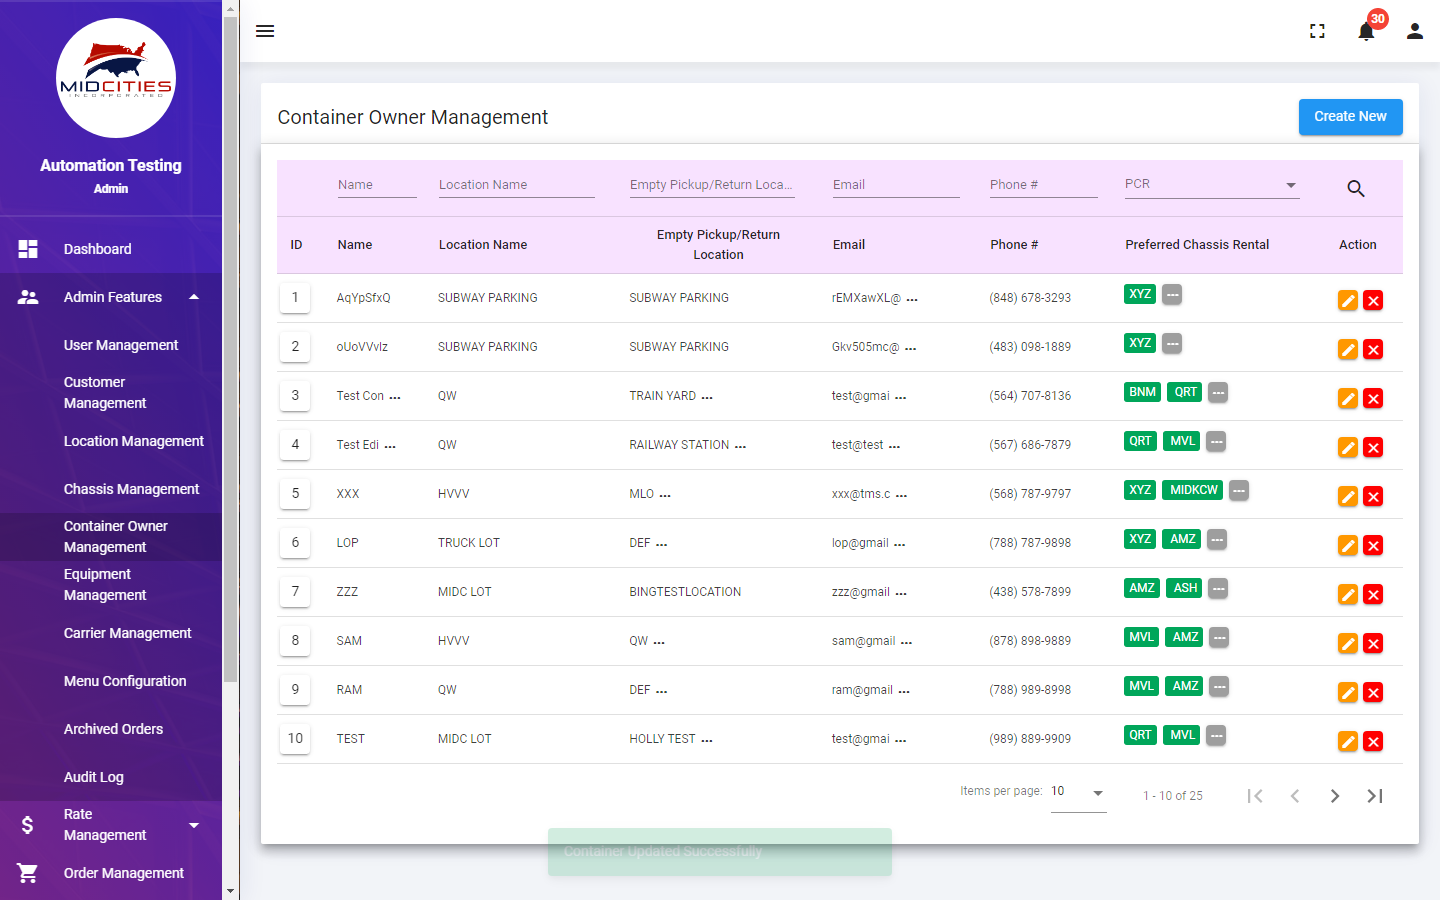 MIDCITIES
INCORPORATED
Automation Testing
Admin
Dashboard
Admin Features
User Management
Customer
Management
Location Management
Chassis Management
Container Owner
Management
Equipment
Management
Carrier Management
Menu Configuration
Archived Orders
Audit Log
Rate
Management
Order Management
30
Container Owner Management
Create New
Name Location Name Empty Pickup/Return Loca... Email Phone # PCR
ID Name Location Name Empty Pickup/Return Location Email Phone # Preferred Chassis Rental Action
1 AqYpSfxQ SUBWAY PARKING SUBWAY PARKING rEMXawXL@ ... XYZ (848) 678-3293 ---
2 oUoVVvlz SUBWAY PARKING SUBWAY PARKING Gkv505mc@ ... (483) 098-1889 XYZ ---
3 Test Con ... QW TRAIN YARD ... test@gmai ... (564) 707-8136 BNM QRT ---
4 Test Edi ... QW RAILWAY STATION ... test@test ... (567) 686-7879 QRT MVL ---
5 XXX HVVV MLO ... xxx@tms.c ... (568) 787-9797 XYZ MIDKCW ---
6 LOP TRUCK LOT DEF ... lop@gmail ... (788) 787-9898 XYZ AMZ ---
7 ZZZ MIDC LOT BINGTESTLOCATION zzz@gmail ... (438) 578-7899 AMZ ASH ---
8 SAM HVVV QW ... sam@gmail ... (878) 898-9889 MVL AMZ ---
9 RAM QW DEF ... ram@gmail ... (788) 989-8998 MVL AMZ ---
10 TEST MIDC LOT HOLLY TEST ... test@gmai ... (989) 889-9909 QRT MVL ---
Items per page: 10 1 - 10 of 25
Container Updated Successfully